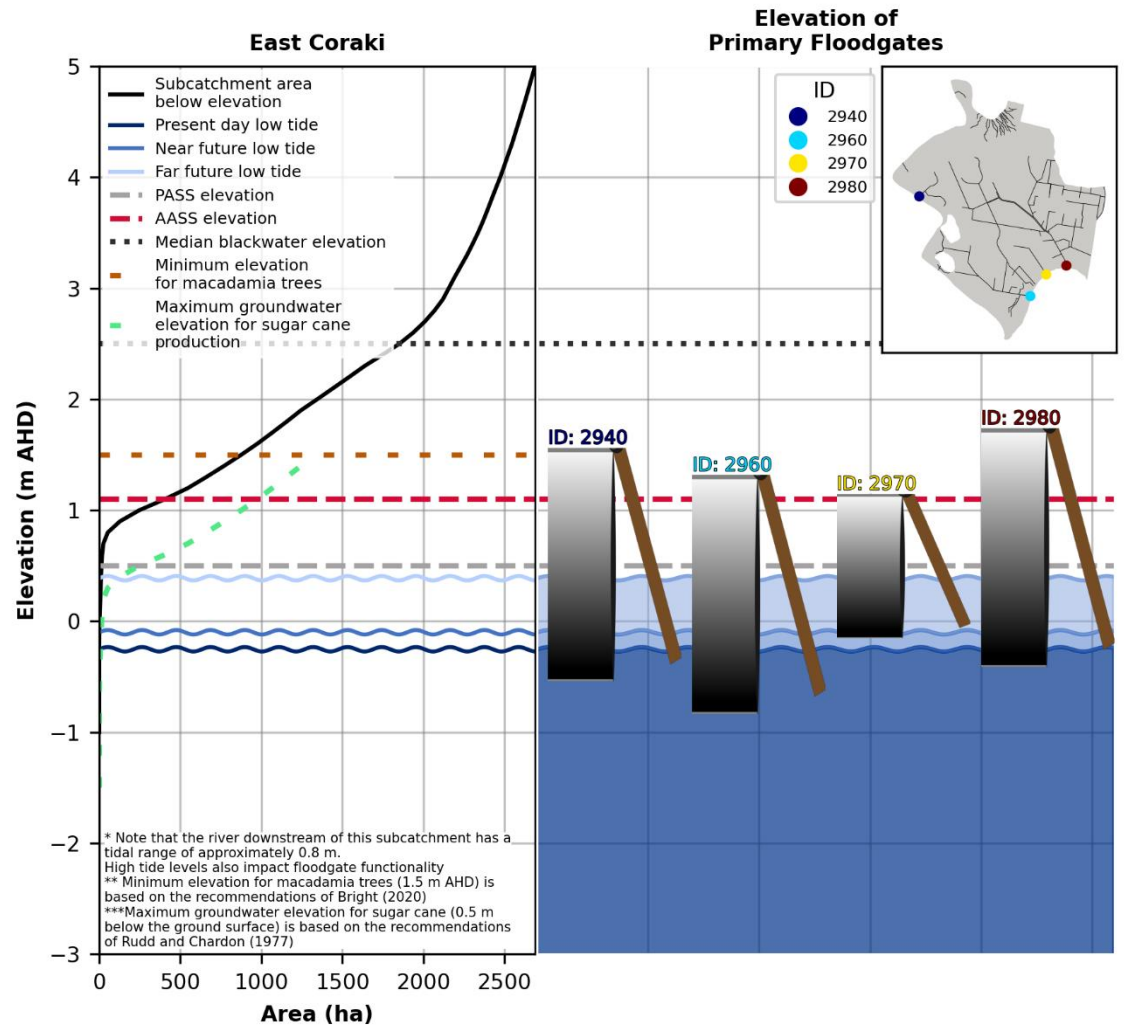 East Coraki
Elevation of
Primary Floodgates
Elevation (m AHD)
5
4
3
2
1
0
−1
−2
−3
Subcatchment area
below elevation
Present day low tide
Near future low tide
Far future low tide
PASS elevation
AASS elevation
Median blackwater elevation
Minimum elevation
for macadamia trees
Maximum groundwater
elevation for sugar cane
production
ID
2940
2960
2970
2980
ID: 2940
ID: 2960
ID: 2970
ID: 2980
* Note that the river downstream of this subcatchment has a
tidal range of approximately 0.8 m.
High tide levels also impact floodgate functionality
** Minimum elevation for macadamia trees (1.5 m AHD) is
based on the recommendations of Bright (2020)
***Maximum groundwater elevation for sugar cane (0.5 m
below the ground surface) is based on the recommendations
of Rudd and Chardon (1977)
0
500
1000
1500
2000
2500
Area (ha)